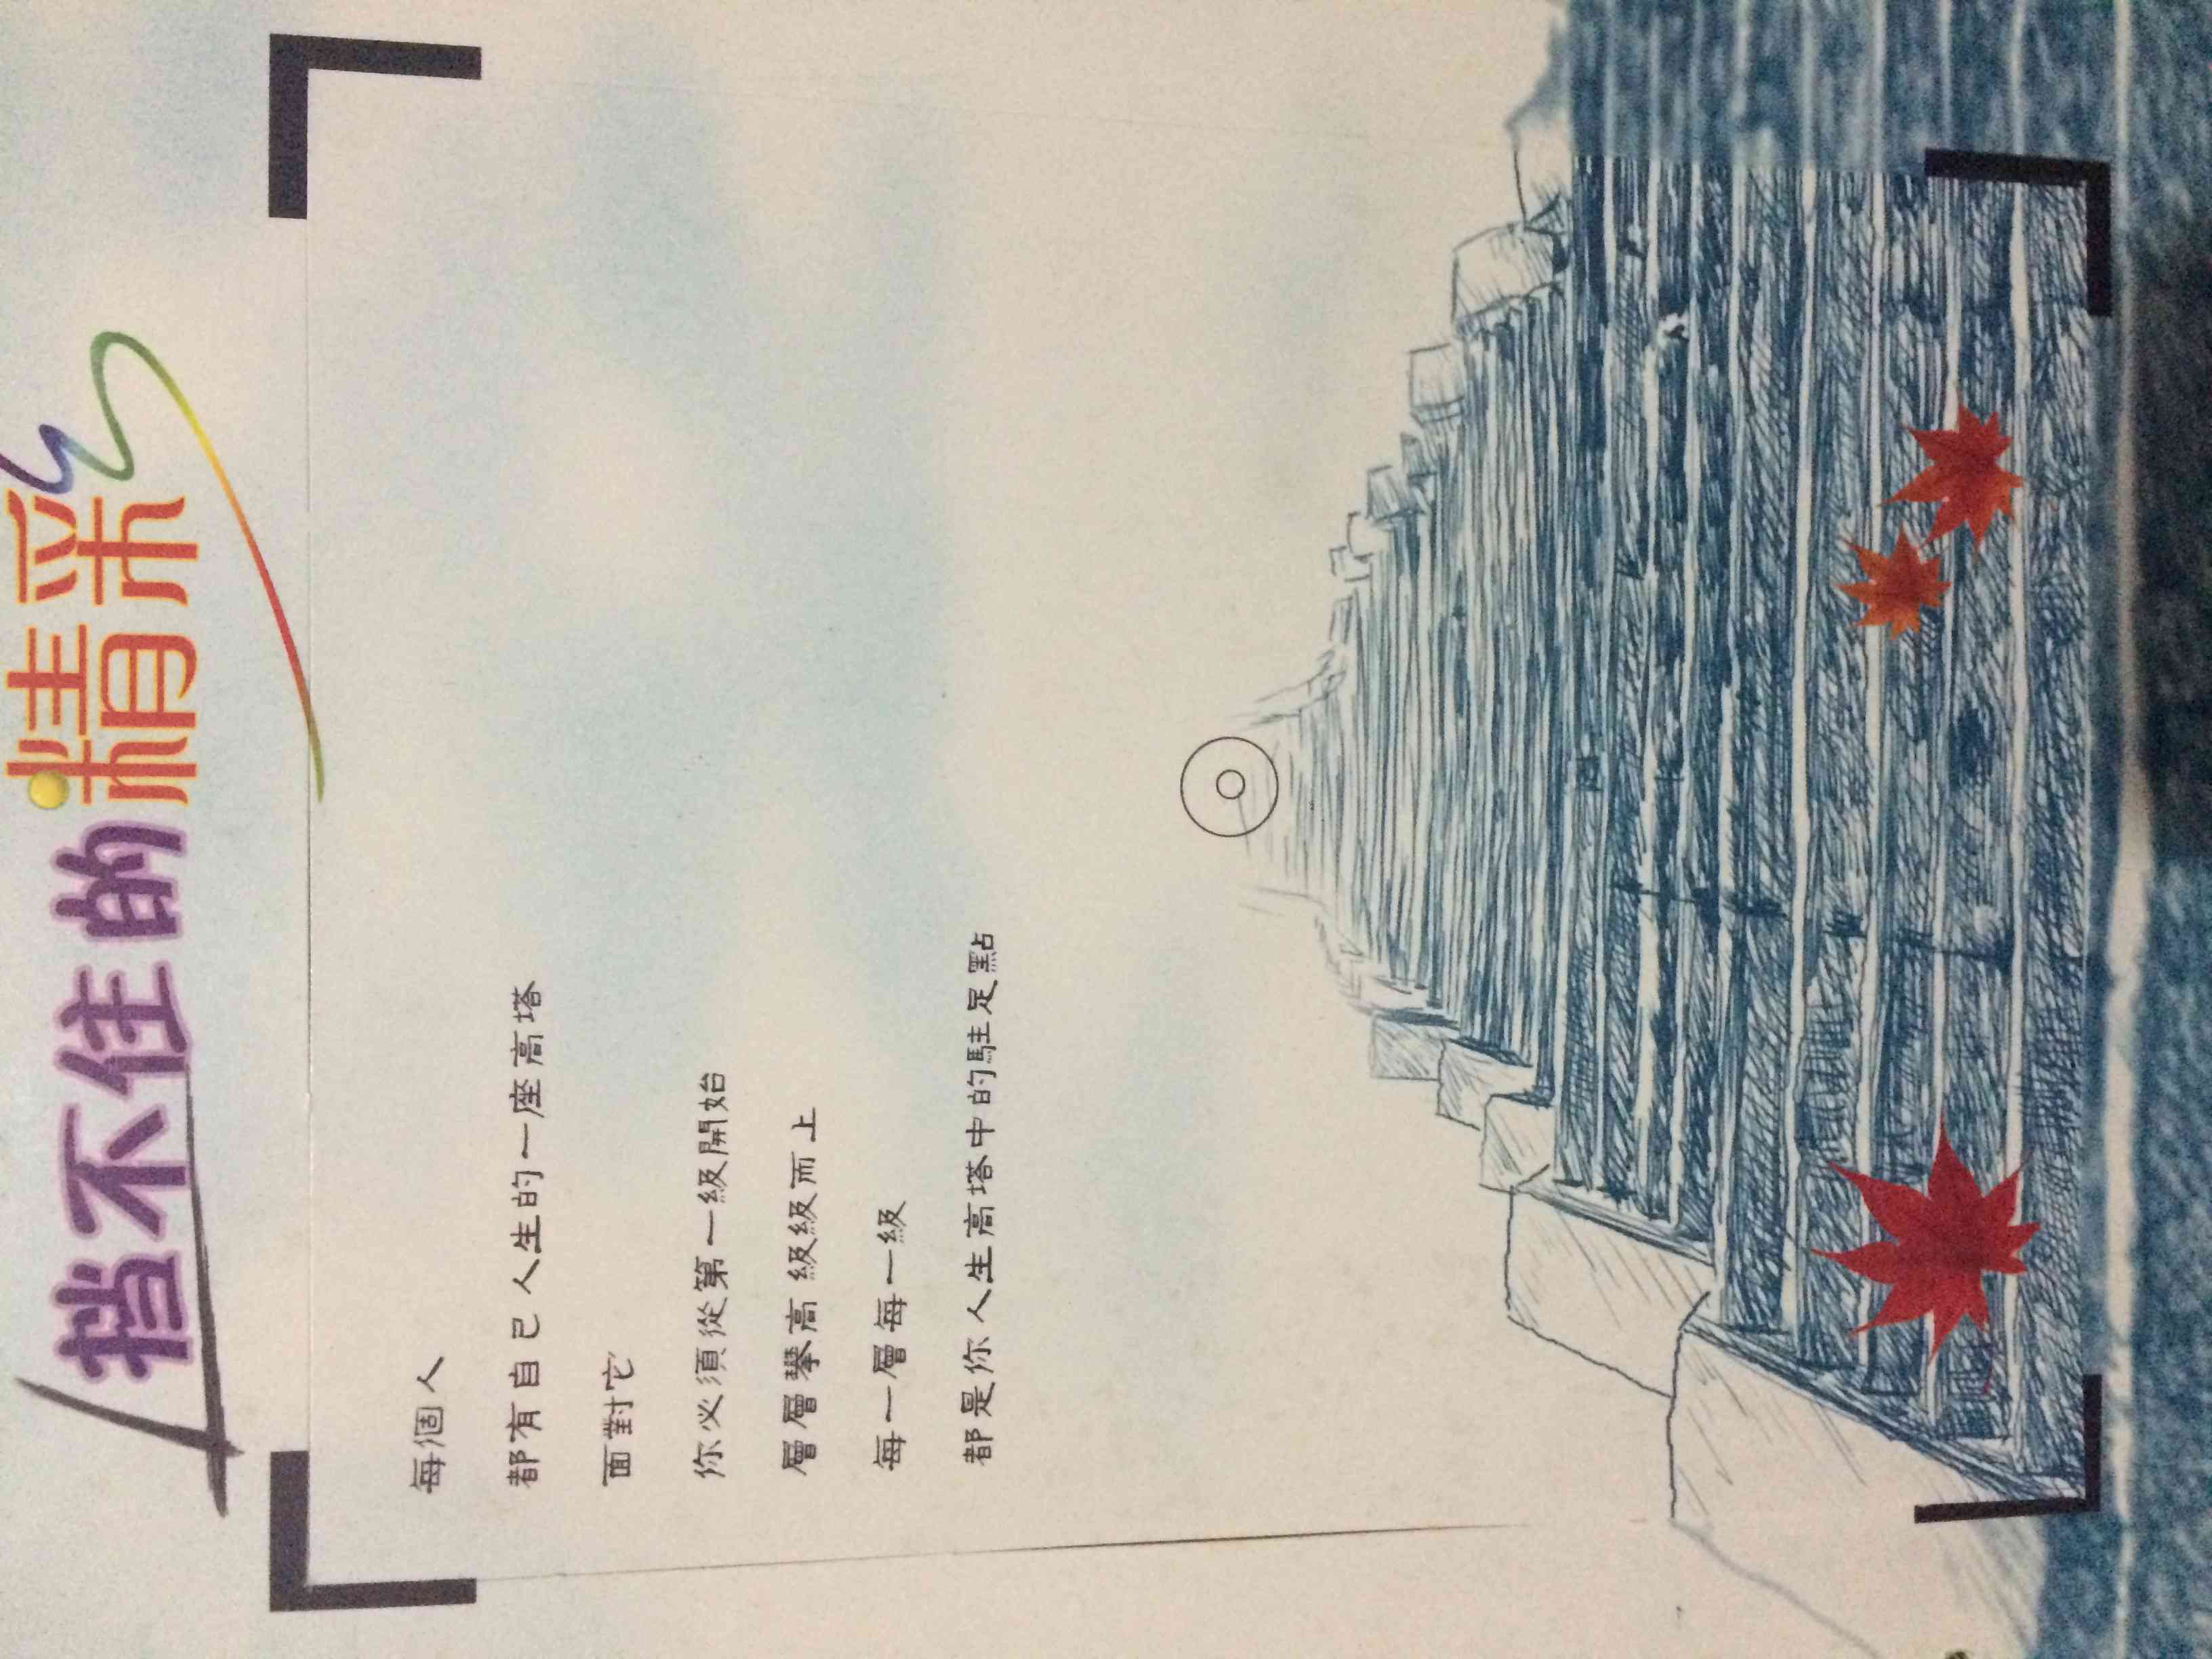 挡不住的精彩
每個人
都有自己人生的一座高塔
面對它
你必須從第一級開始
層層攀高 級級而上
每一層每一級
都是你人生高塔中的駐足點